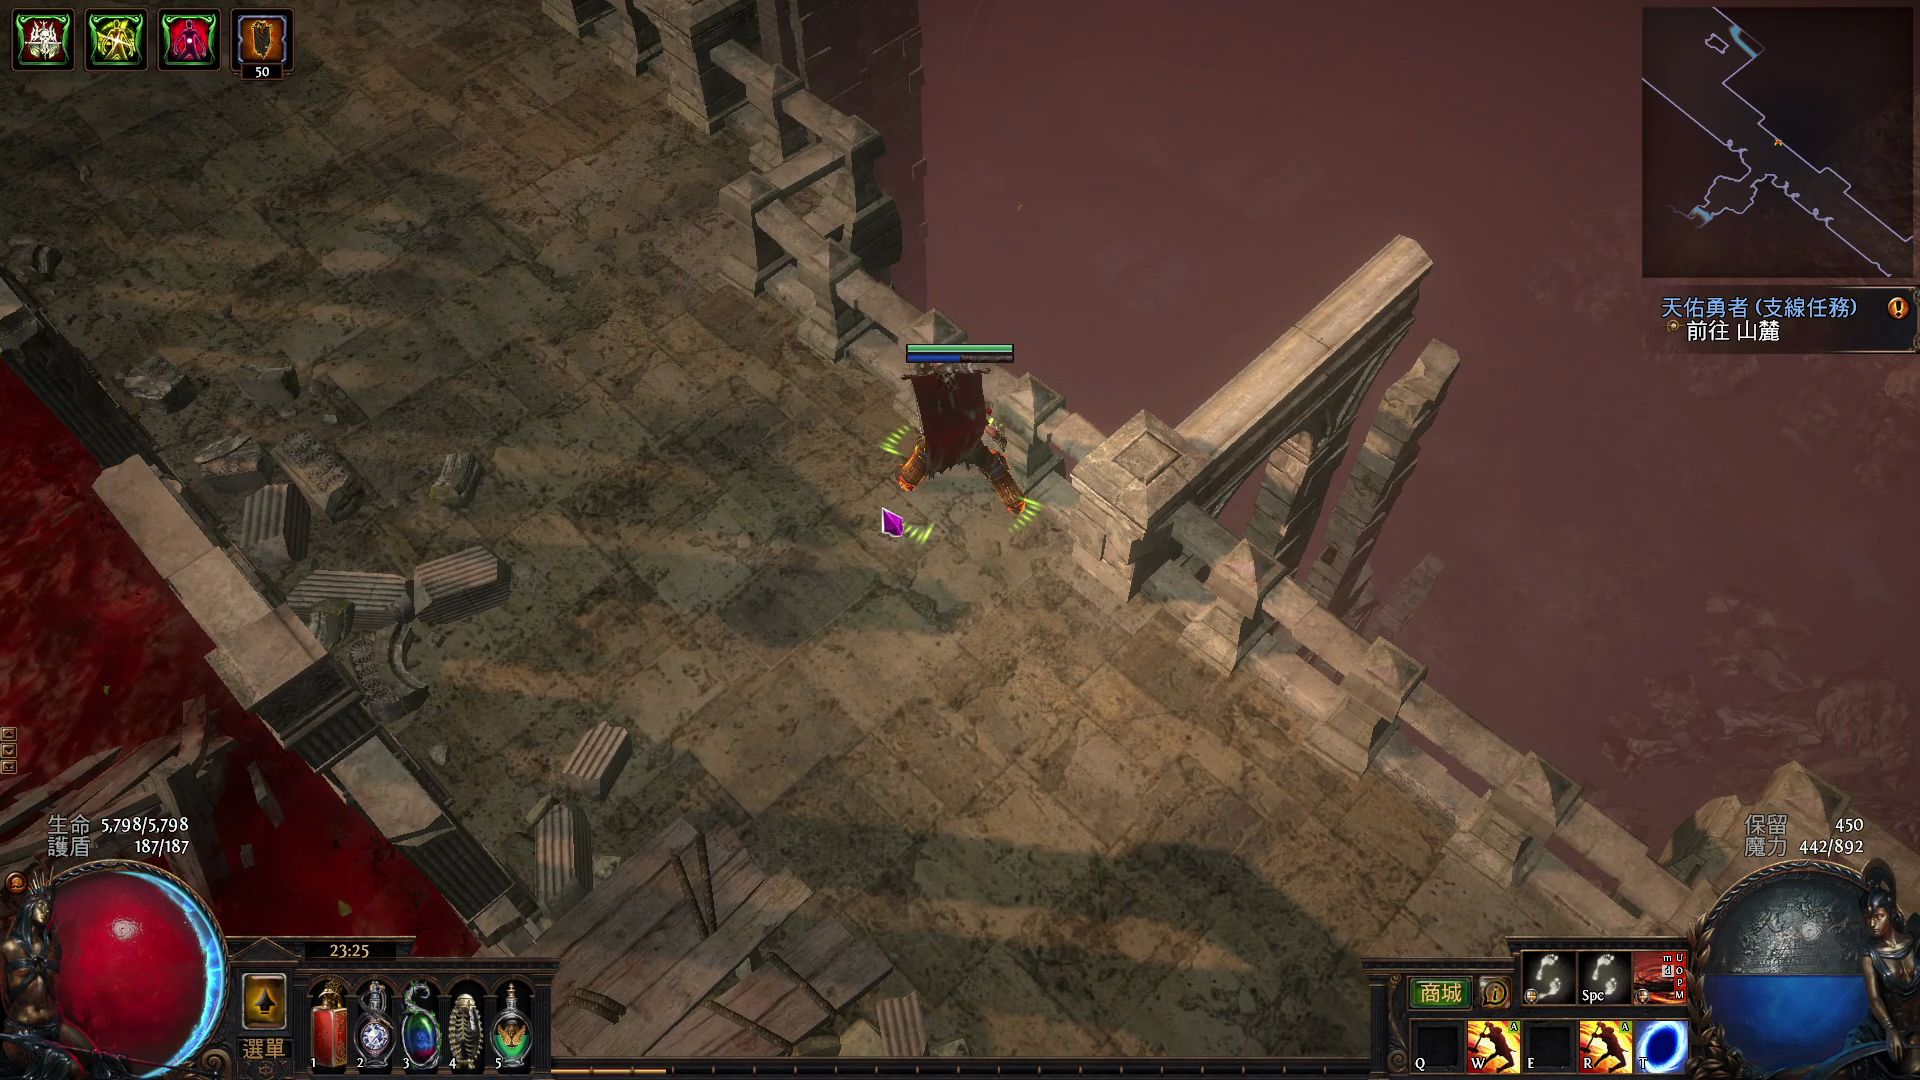 50
天佑勇者 (支線任務)
前往 山麓
生命 5,798/5,798
護盾 187/187
保留 450
魔力 442/892
23:25
商城
Spc
m U
d O
P
M
選單
1
2
3
4
5
Q
W
A
E
R
A
T